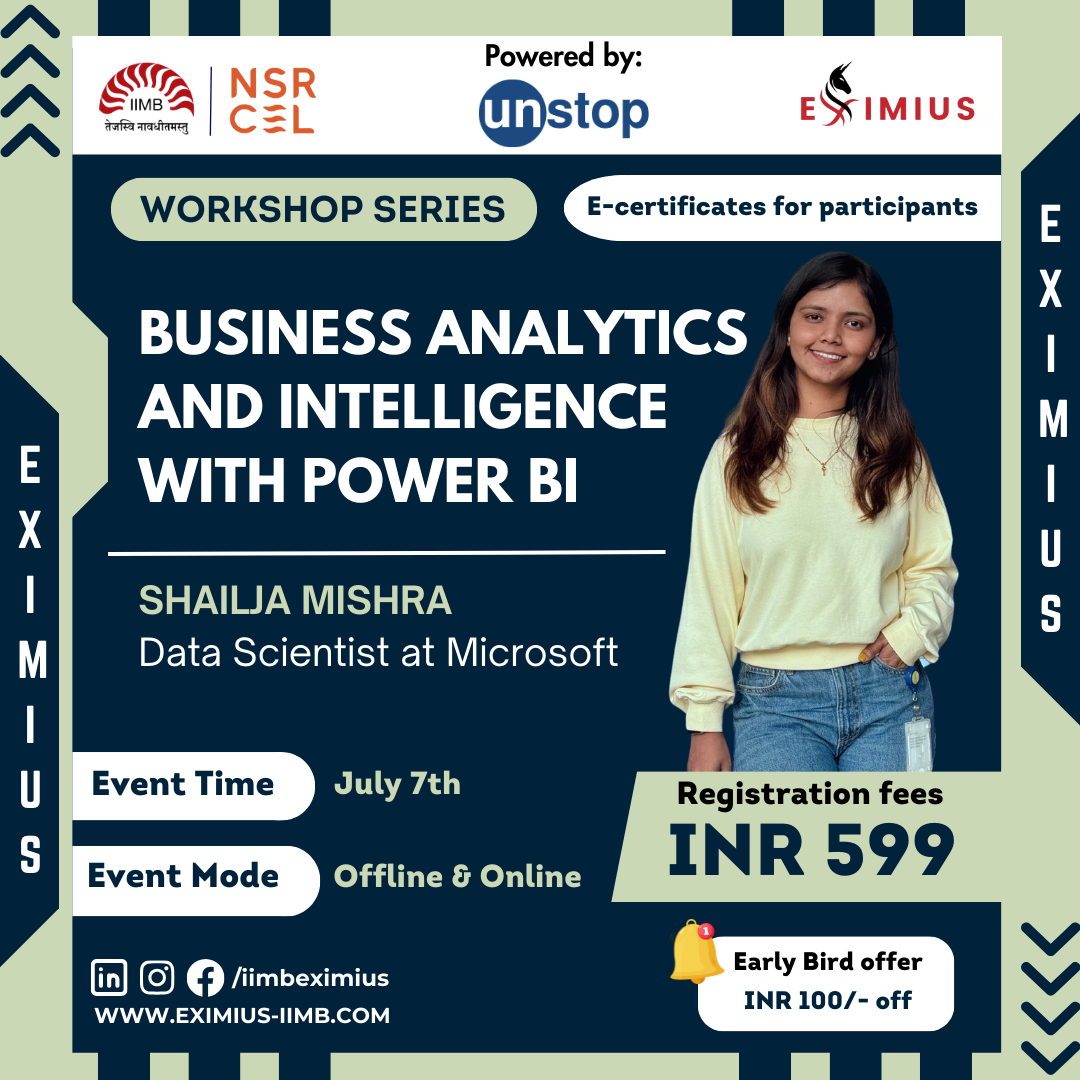 Powered by:
IIMB
तेजस्वि नावधीतमस्तु
NSR
CEL
unstop
EXIMIUS
WORKSHOP SERIES
E-certificates for participants
BUSINESS ANALYTICS
AND INTELLIGENCE
WITH POWER BI
SHAILJA MISHRA
Data Scientist at Microsoft
Event Time
July 7th
Event Mode
Offline & Online
Registration fees
INR 599
1
Early Bird offer
INR 100/- off
in
/iimbeximius
WWW.EXIMIUS-IIMB.COM
EXIMIUS
EXIMIUS